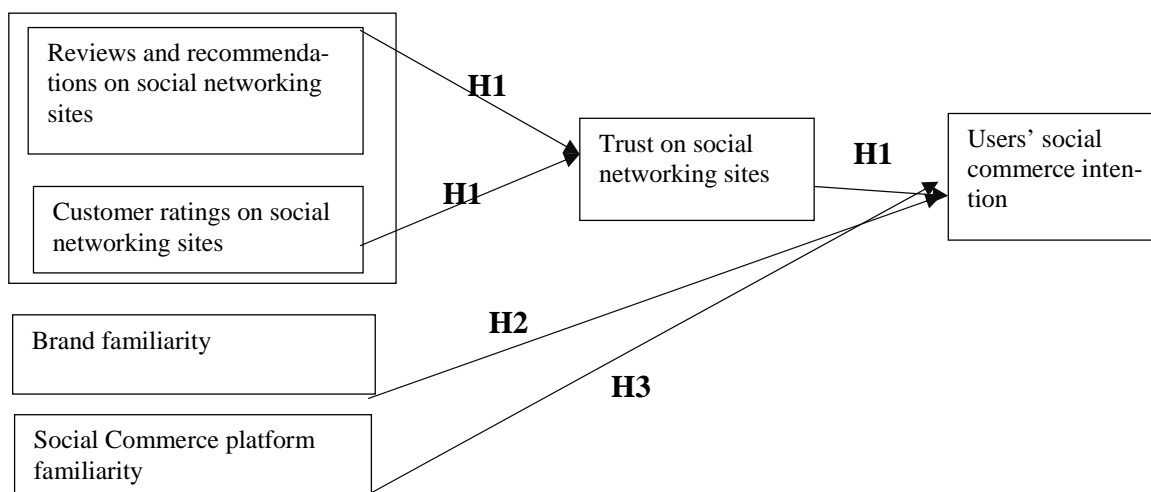 Reviews and recommenda-
tions on social networking
sites
H1
Customer ratings on social
networking sites
H1
Trust on social
networking sites
H1
Users’ social
commerce inten-
tion
Brand familiarity
H2
Social Commerce platform
familiarity
H3